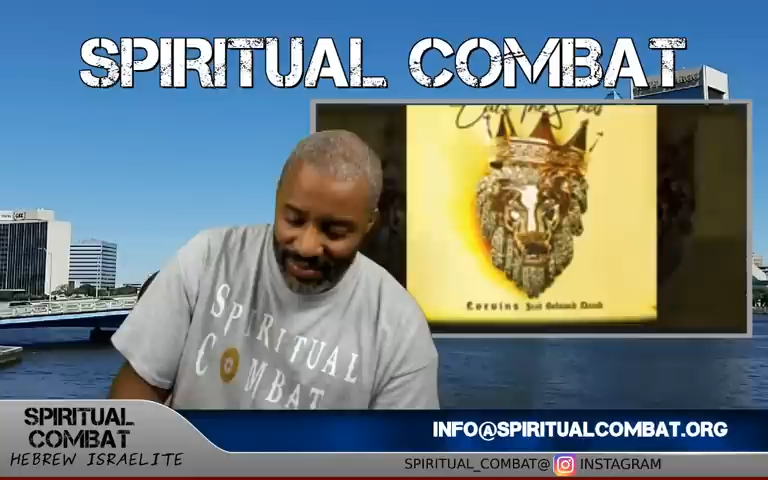 SPIRITUAL COMBAT
SPIRITUAL
COMBAT
SPIRITUAL
COMBAT
HEBREW ISRAELITE
INFO@SPIRITUALCOMBAT.ORG
SPIRITUAL_COMBAT@ INSTAGRAM